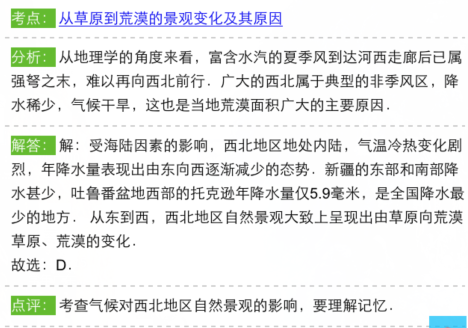 考点： 从草原到荒漠的景观变化及其原因
分析： 从地理学的角度来看，富含水汽的夏季风到达河西走廊后已属
强弩之末，难以再向西北前行．广大的西北属于典型的非季风区，降
水稀少，气候干旱，这也是当地荒漠面积广大的主要原因．
解答： 解：受海陆因素的影响，西北地区地处内陆，气温冷热变化剧
烈，年降水量表现出由东向西逐渐减少的态势．新疆的东部和南部降
水甚少，吐鲁番盆地西部的托克逊年降水量仅5.9毫米，是全国降水最
少的地方． 从东到西，西北地区自然景观大致上呈现出由草原向荒漠
草原、荒漠的变化．
故选：D．
点评： 考查气候对西北地区自然景观的影响，要理解记忆．